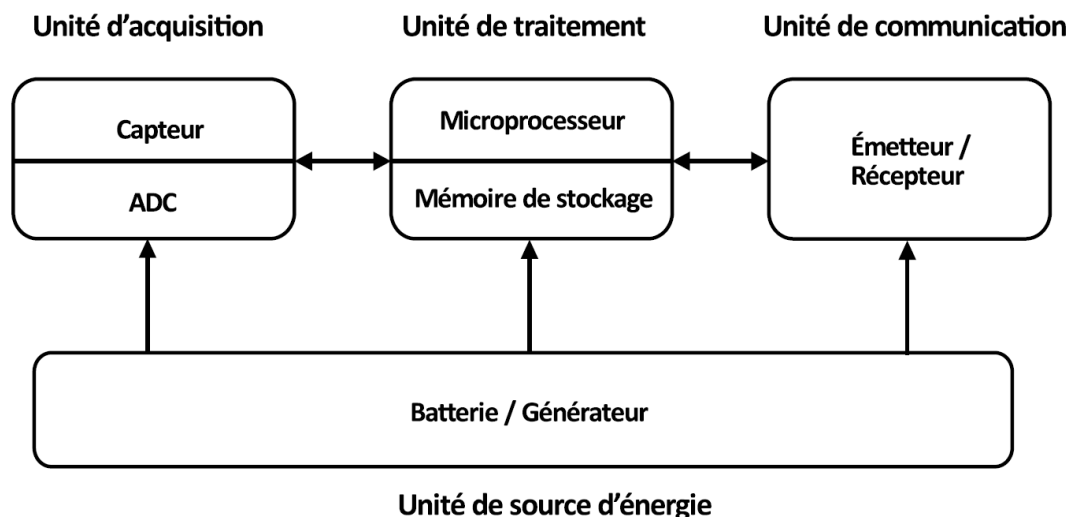 Unité d'acquisition
Unité de traitement
Unité de communication
Capteur
ADC
Microprocesseur
Mémoire de stockage
Émetteur /
Récepteur
Batterie / Générateur
Unité de source d'énergie